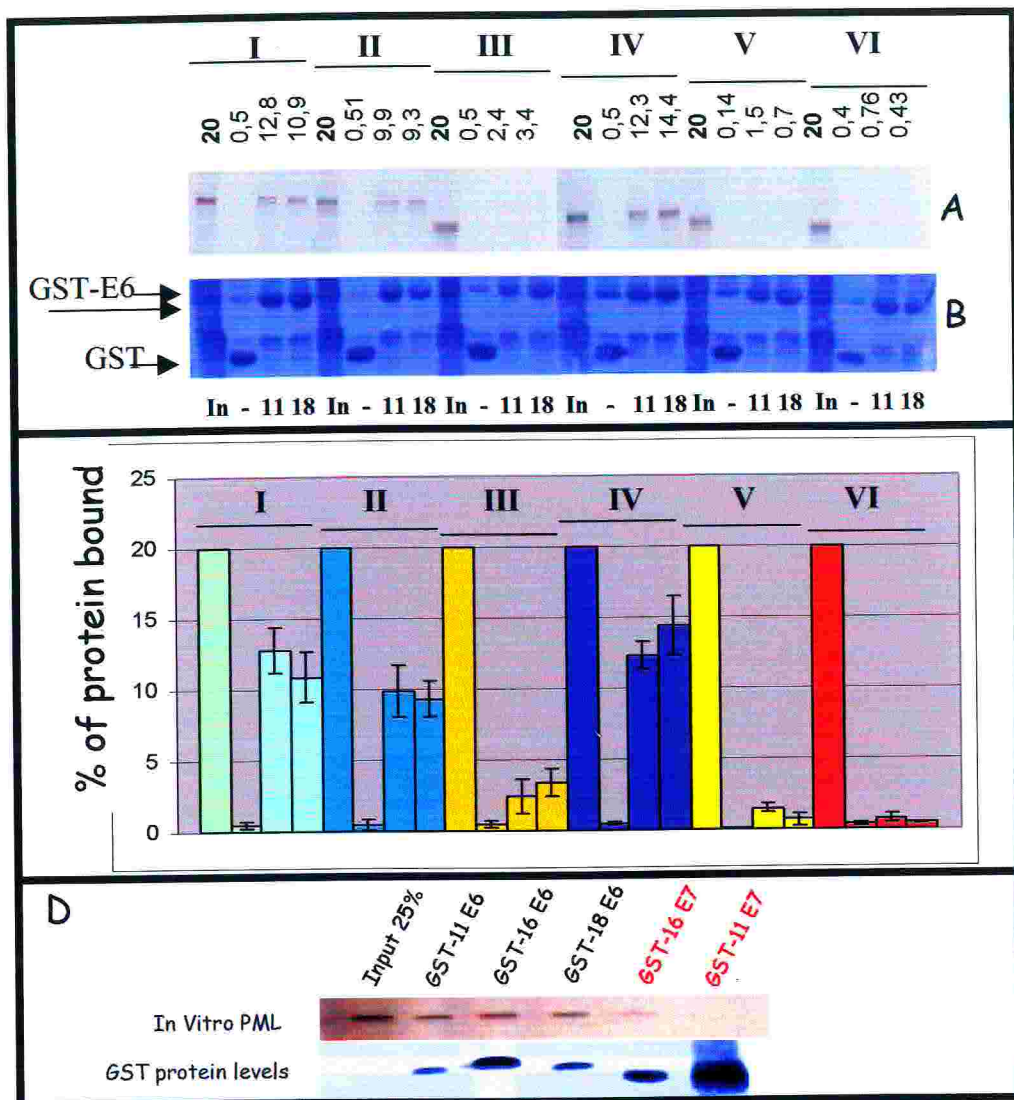 I II III IV V VI
20 0,5 12,8 10,9 20 0,51 9,9 9,3 20 0,5 2,4 3,4 20 0,5 12,3 14,4 20 0,14 1,5 0,7 20 0,4 0,76 0,43
A
GST-E6
B
GST
In - 11 18 In - 11 18 In - 11 18 In - 11 18 In - 11 18 In - 11 18
% of protein bound
25
I II III IV V VI
20
15
10
5
0
D
Input 25% GST-11 E6 GST-16 E6 GST-18 E6 GST-16 E7 GST-11 E7
In Vitro PML
GST protein levels